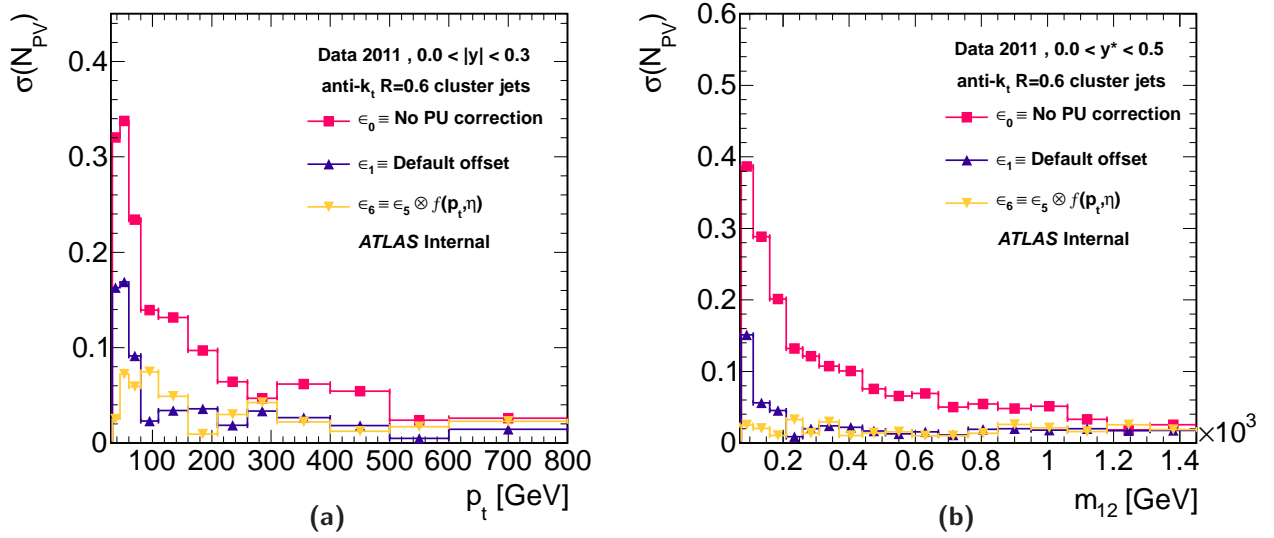 σ(N_PV)
0.4
0.3
0.2
0.1
0
Data 2011 , 0.0 < |y| < 0.3
anti-k_t R=0.6 cluster jets
ϵ_0 ≡ No PU correction
ϵ_1 ≡ Default offset
ϵ_6 ≡ ϵ_5 ⊗ f(p_t,η)
ATLAS Internal
100 200 300 400 500 600 700 800
p_t [GeV]
(a)
σ(N_PV)
0.6
0.5
0.4
0.3
0.2
0.1
0
Data 2011 , 0.0 < y* < 0.5
anti-k_t R=0.6 cluster jets
ϵ_0 ≡ No PU correction
ϵ_1 ≡ Default offset
ϵ_6 ≡ ϵ_5 ⊗ f(p_t,η)
ATLAS Internal
0.2 0.4 0.6 0.8 1 1.2 1.4
×10³
m_12 [GeV]
(b)